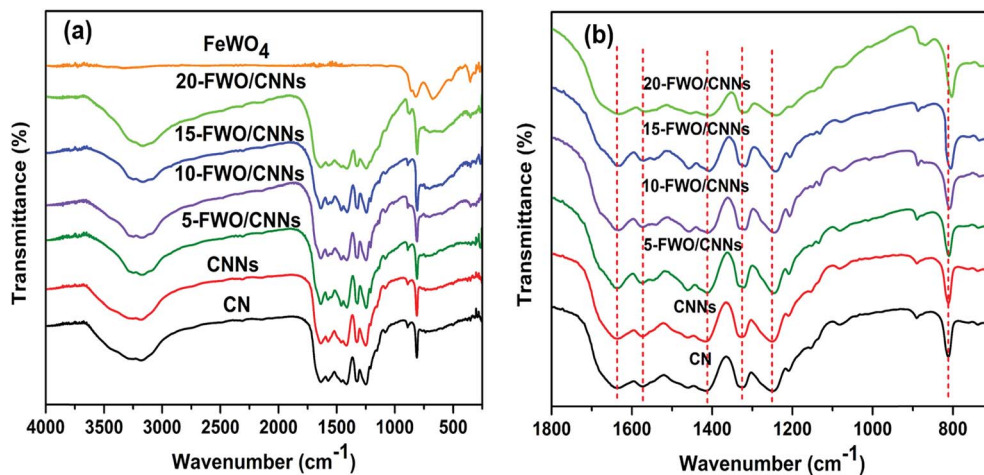 (a)
FeWO4
20-FWO/CNNs
15-FWO/CNNs
10-FWO/CNNs
5-FWO/CNNs
CNNs
CN
Transmittance (%)
4000 3500 3000 2500 2000 1500 1000 500
Wavenumber (cm-1)
(b)
20-FWO/CNNs
15-FWO/CNNs
10-FWO/CNNs
5-FWO/CNNs
CNNs
CN
Transmittance (%)
1800 1600 1400 1200 1000 800
Wavenumber (cm-1)